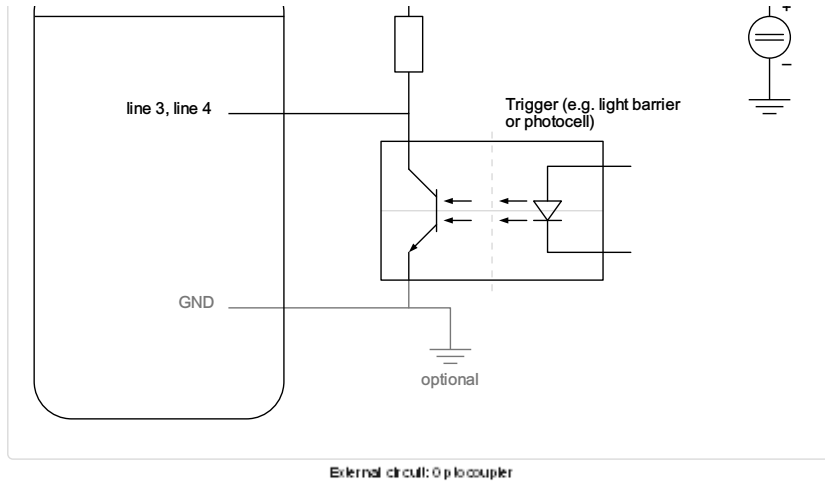 +
−
line 3, line 4
Trigger (e.g. light barrier
or photocell)
GND
optional
External circuit: Optocoupler